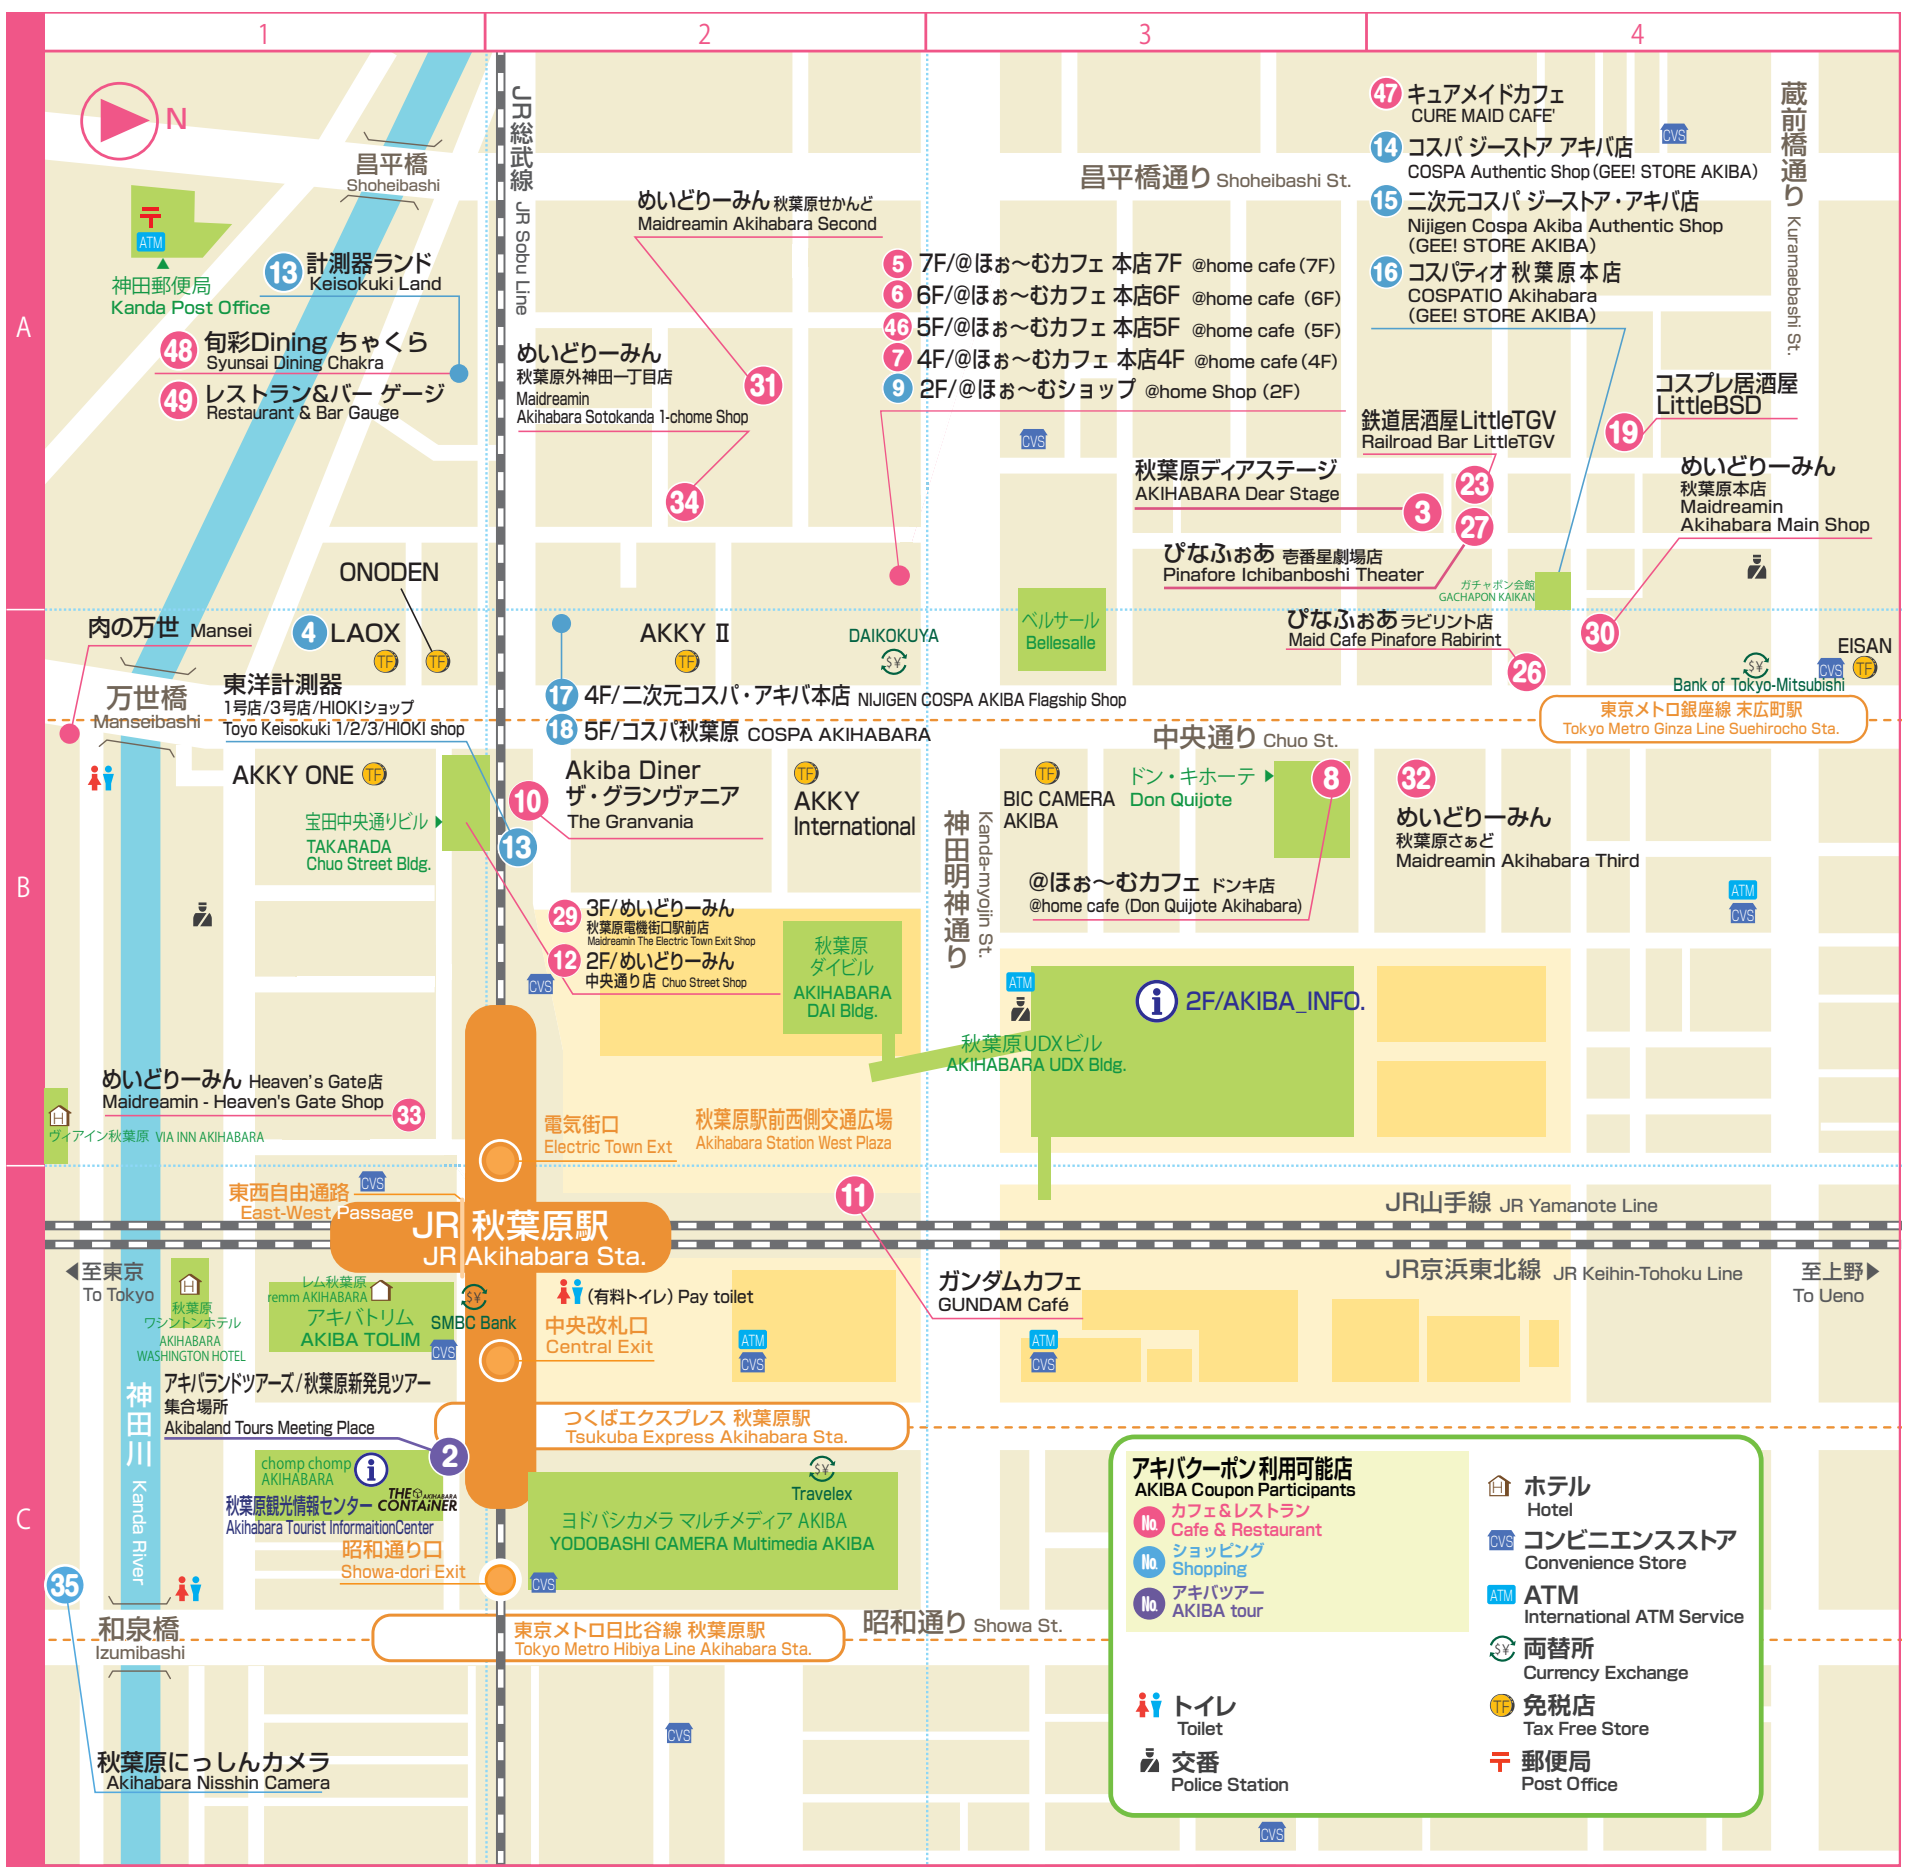 1
2
3
4
A
B
C
N
昌平橋
Shoheibashi
JR総武線 JR Sobu Line
ATM
神田郵便局
Kanda Post Office
13 計測器ランド
Keisokuki Land
48 旬彩Dining ちゃくら
Syunsai Dining Chakra
49 レストラン&バー ゲージ
Restaurant & Bar Gauge
めいどりーみん 秋葉原せかんど
Maidreamin Akihabara Second
31
めいどりーみん
秋葉原外神田一丁目店
Maidreamin
Akihabara Sotokanda 1-chome Shop
34
昌平橋通り Shoheibashi St.
5 7F/@ほぉ～むカフェ 本店7F @home cafe (7F)
6 6F/@ほぉ～むカフェ 本店6F @home cafe (6F)
46 5F/@ほぉ～むカフェ 本店5F @home cafe (5F)
7 4F/@ほぉ～むカフェ 本店4F @home cafe (4F)
9 2F/@ほぉ～むショップ @home Shop (2F)
CVS
47 キュアメイドカフェ
CURE MAID CAFE'
CVS
14 コスパ ジーストア アキバ店
COSPA Authentic Shop (GEE! STORE AKIBA)
15 二次元コスパ ジーストア・アキバ店
Nijigen Cospa Akiba Authentic Shop
(GEE! STORE AKIBA)
16 コスパティオ 秋葉原本店
COSPATIO Akihabara
(GEE! STORE AKIBA)
蔵前橋通り Kuramaebashi St.
コスプレ居酒屋
LittleBSD
19
鉄道居酒屋LittleTGV
Railroad Bar LittleTGV
23
秋葉原ディアステージ
AKIHABARA Dear Stage
3
27
ぴなふぉあ 壱番星劇場店
Pinafore Ichibanboshi Theater
めいどりーみん
秋葉原本店
Maidreamin
Akihabara Main Shop
ガチャポン会館
GACHAPON KAIKAN
30
ONODEN
肉の万世 Mansei
4 LAOX
TF
TF
AKKY II
TF
DAIKOKUYA
$¥
ベルサール
Bellesalle
ぴなふぉあ ラビリント店
Maid Cafe Pinafore Rabirint
26
EISAN
CVS
TF
$¥
Bank of Tokyo-Mitsubishi
万世橋
Manseibashi
東洋計測器
1号店/3号店/HIOKIショップ
Toyo Keisokuki 1/2/3/HIOKI shop
17 4F/二次元コスパ・アキバ本店 NIJIGEN COSPA AKIBA Flagship Shop
18 5F/コスパ秋葉原 COSPA AKIHABARA
東京メトロ銀座線 末広町駅
Tokyo Metro Ginza Line Suehirocho Sta.
中央通り Chuo St.
AKKY ONE TF
宝田中央通りビル
TAKARADA
Chuo Street Bldg.
10
13
Akiba Diner
ザ・グランヴァニア
The Granvania
TF
AKKY
International
神田明神通り Kanda-myojin St.
TF
BIC CAMERA
AKIBA
ドン・キホーテ
Don Quijote
8
32
めいどりーみん
秋葉原さぁど
Maidreamin Akihabara Third
@ほぉ～むカフェ ドンキ店
@home cafe (Don Quijote Akihabara)
ATM
CVS
29 3F/めいどりーみん
秋葉原電機街口駅前店
Maidreamin The Electric Town Exit Shop
12 2F/めいどりーみん
中央通り店 Chuo Street Shop
CVS
秋葉原
ダイビル
AKIHABARA
DAI Bldg.
ATM
i 2F/AKIBA_INFO.
秋葉原UDXビル
AKIHABARA UDX Bldg.
めいどりーみん Heaven's Gate店
Maidreamin - Heaven's Gate Shop
33
H
ヴィアイン秋葉原 VIA INN AKIHABARA
電気街口
Electric Town Ext
秋葉原駅前西側交通広場
Akihabara Station West Plaza
CVS
東西自由通路
East-West Passage
JR 秋葉原駅
JR Akihabara Sta.
11
JR山手線 JR Yamanote Line
JR京浜東北線 JR Keihin-Tohoku Line
至東京
To Tokyo
至上野
To Ueno
H
秋葉原
ワシントンホテル
AKIHABARA
WASHINGTON HOTEL
レム秋葉原
remm AKIHABARA
アキバトリム
AKIBA TOLIM
$¥
SMBC Bank
CVS
(有料トイレ) Pay toilet
中央改札口
Central Exit
ATM
CVS
ガンダムカフェ
GUNDAM Café
ATM
CVS
アキバランドツアーズ/秋葉原新発見ツアー
集合場所
Akibaland Tours Meeting Place
2
つくばエクスプレス 秋葉原駅
Tsukuba Express Akihabara Sta.
神田川 Kanda River
chomp chomp
AKIHABARA
i
秋葉原観光情報センター
Akihabara Tourist InformaitionCenter
THE AKIHABARA
CONTAiNER
$¥
Travelex
ヨドバシカメラ マルチメディア AKIBA
YODOBASHI CAMERA Multimedia AKIBA
CVS
昭和通り口
Showa-dori Exit
35
和泉橋
Izumibashi
東京メトロ日比谷線 秋葉原駅
Tokyo Metro Hibiya Line Akihabara Sta.
昭和通り Showa St.
秋葉原にっしんカメラ
Akihabara Nisshin Camera
CVS
CVS
アキバクーポン 利用可能店
AKIBA Coupon Participants
No. カフェ&レストラン
Cafe & Restaurant
No. ショッピング
Shopping
No. アキバツアー
AKIBA tour
トイレ
Toilet
交番
Police Station
H ホテル
Hotel
CVS コンビニエンスストア
Convenience Store
ATM ATM
International ATM Service
$¥ 両替所
Currency Exchange
TF 免税店
Tax Free Store
郵便局
Post Office